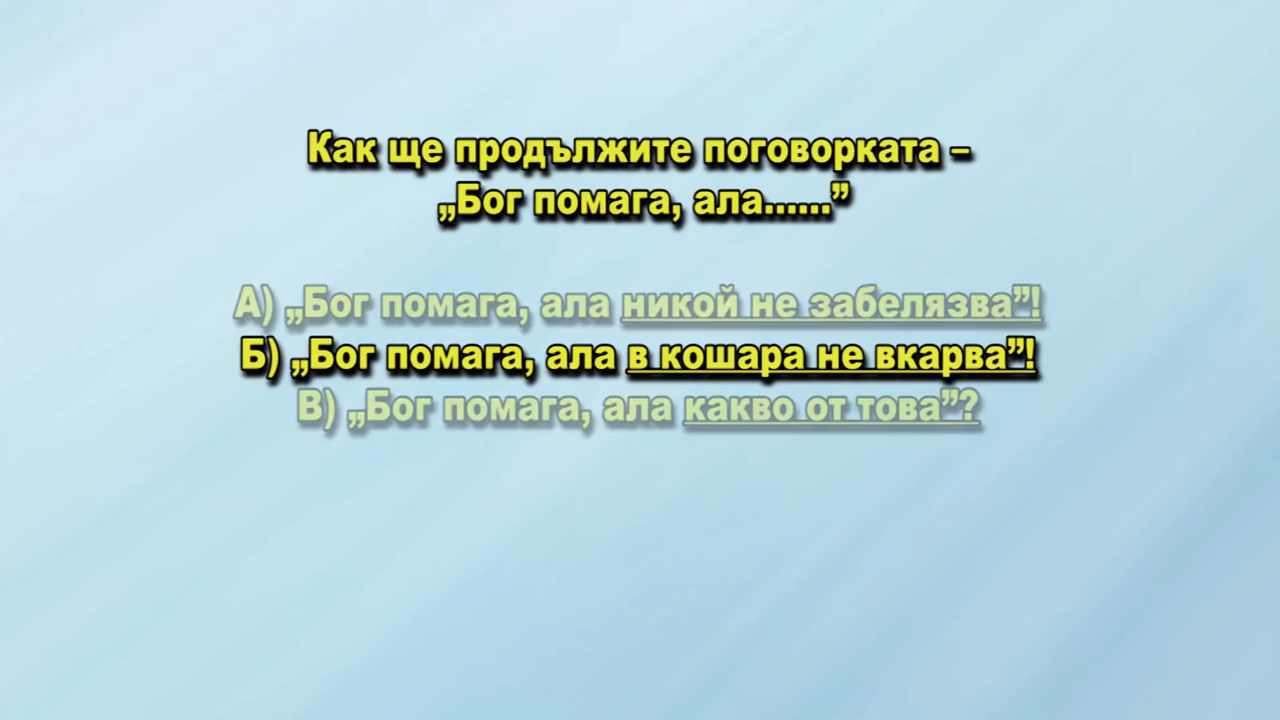 Как ще продължите поговорката –
„Бог помага, ала......”
А) „Бог помага, ала никой не забелязва”!
Б) „Бог помага, ала в кошара не вкарва”!
В) „Бог помага, ала какво от това”?